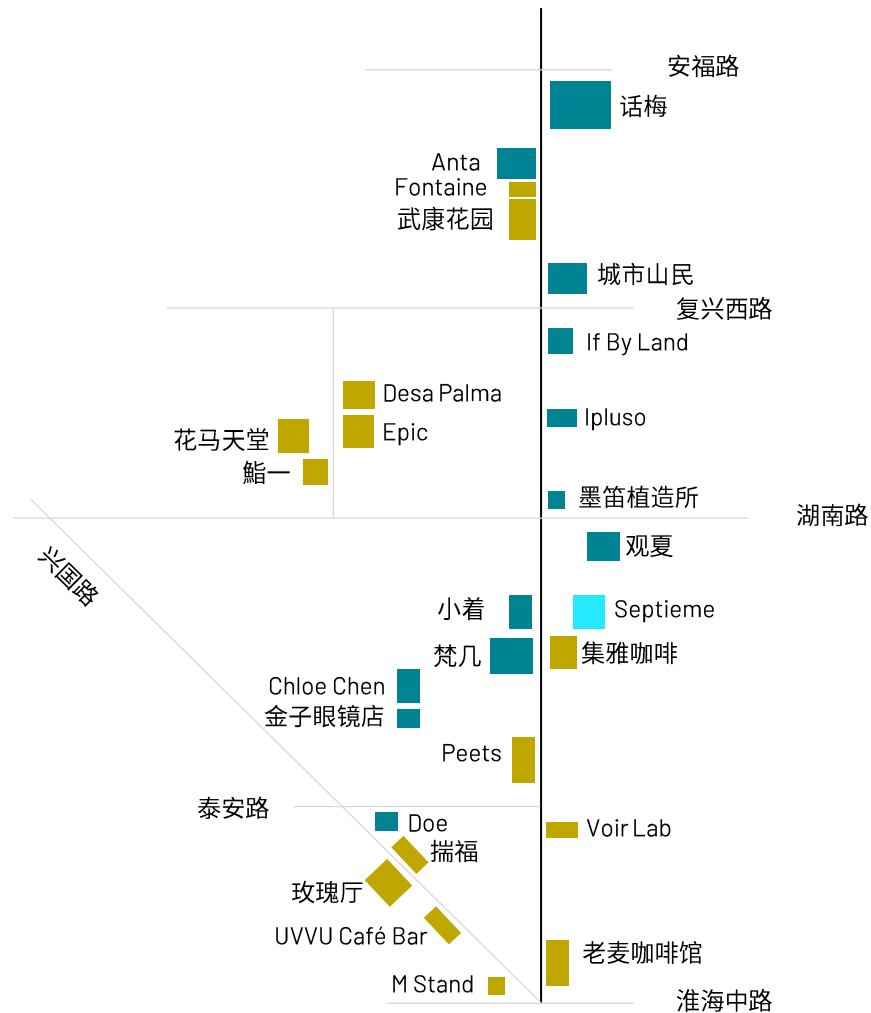 安福路
话梅
Anta
Fontaine
武康花园
城市山民
复兴西路
If By Land
Desa Palma
Ipluso
Epic
花马天堂
鮨一
墨笛植造所
湖南路
观夏
兴国路
小着
Septieme
梵几
集雅咖啡
Chloe Chen
金子眼镜店
Peets
泰安路
Doe
Voir Lab
揣福
玫瑰厅
UVVU Café Bar
老麦咖啡馆
M Stand
淮海中路